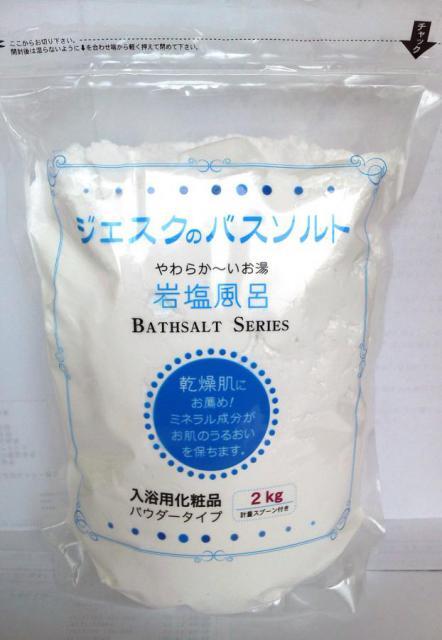 ここからお切り下さい。
開封後は湿らないように⬇を合わせ端から軽く押えて閉めて下さい。
チャック
ジェスクのバスソルト
やわらか〜いお湯
岩塩風呂
BATHSALT SERIES
乾燥肌に
お薦め!
ミネラル成分が
お肌のうるおい
を保ちます。
入浴用化粧品
パウダータイプ
2kg
計量スプーン付き